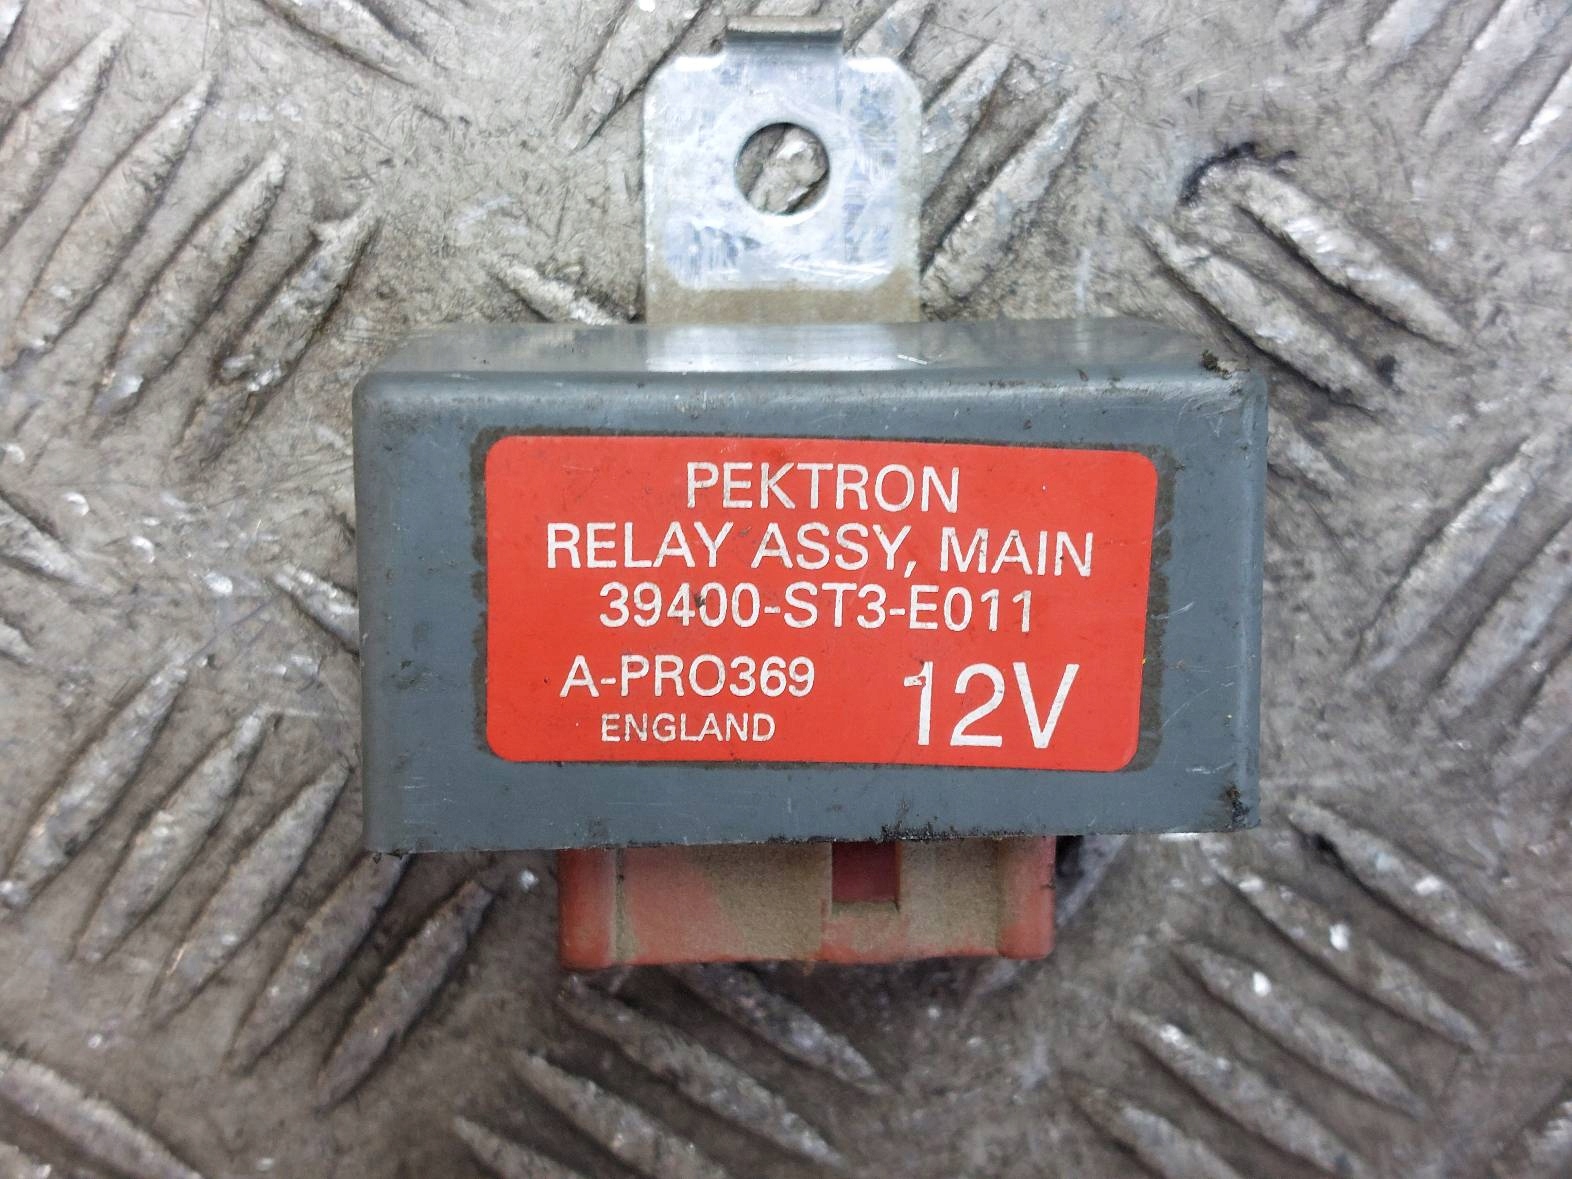 PEKTRON
RELAY ASSY, MAIN
39400-ST3-E011
A-PRO369
ENGLAND
12V